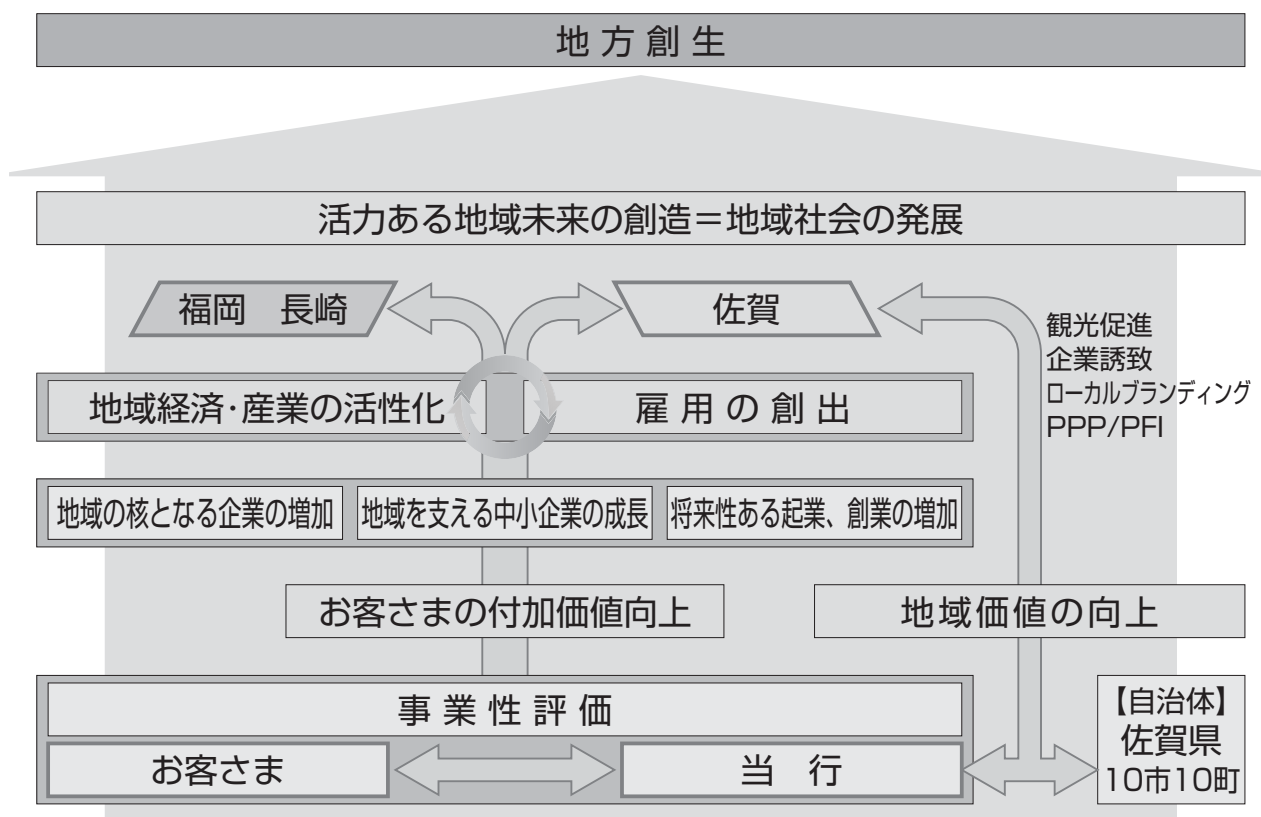 地方創生
活力ある地域未来の創造＝地域社会の発展
福岡　長崎
佐賀
観光促進
企業誘致
ローカルブランディング
PPP/PFI
地域経済・産業の活性化
雇用の創出
地域の核となる企業の増加
地域を支える中小企業の成長
将来性ある起業、創業の増加
お客さまの付加価値向上
地域価値の向上
事業性評価
お客さま
当　行
【自治体】
佐賀県
10市10町